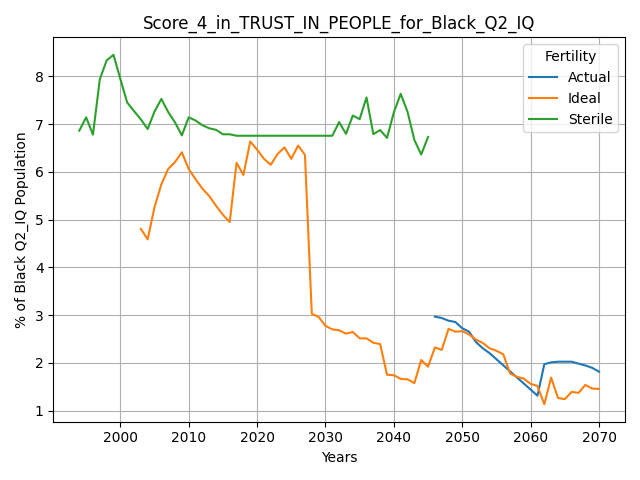 Score_4_in_TRUST_IN_PEOPLE_for_Black_Q2_IQ
Fertility
Actual
Ideal
Sterile
% of Black Q2_IQ Population
8
7
6
5
4
3
2
1
2000 2010 2020 2030 2040 2050 2060 2070
Years